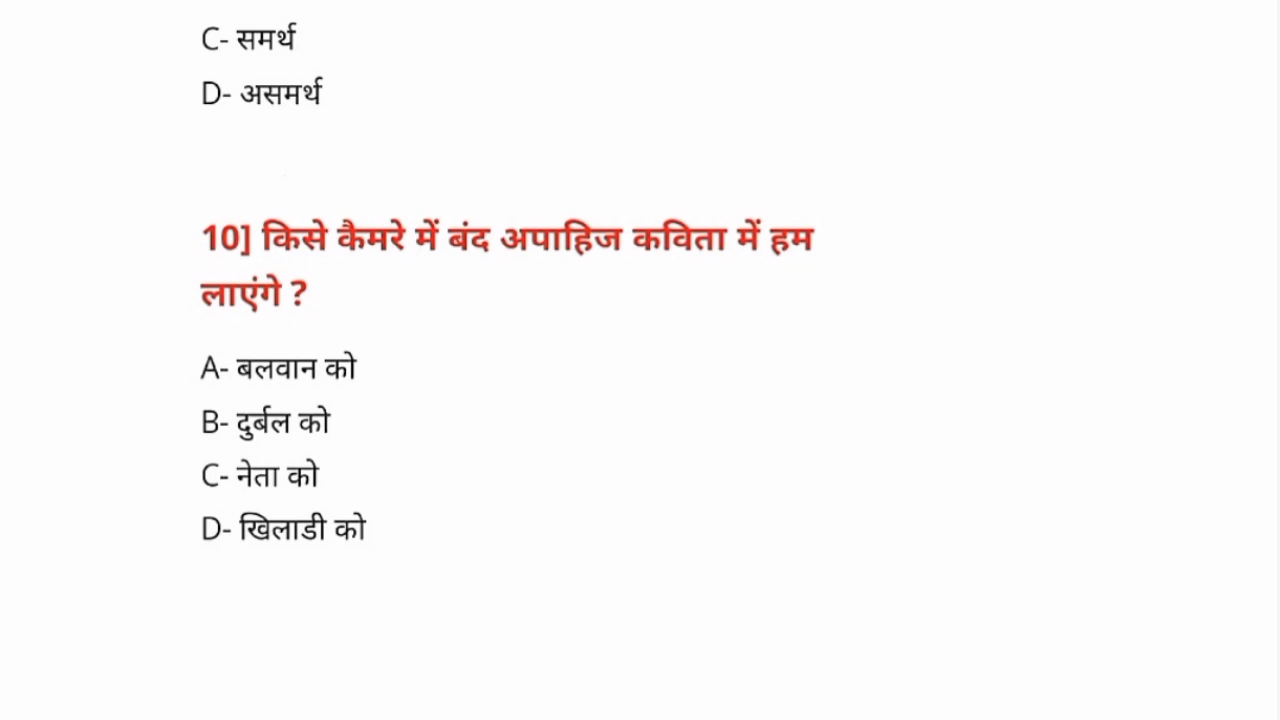 C- समर्थ
D- असमर्थ
10] किसे कैमरे में बंद अपाहिज कविता में हम
लाएंगे ?
A- बलवान को
B- दुर्बल को
C- नेता को
D- खिलाडी को